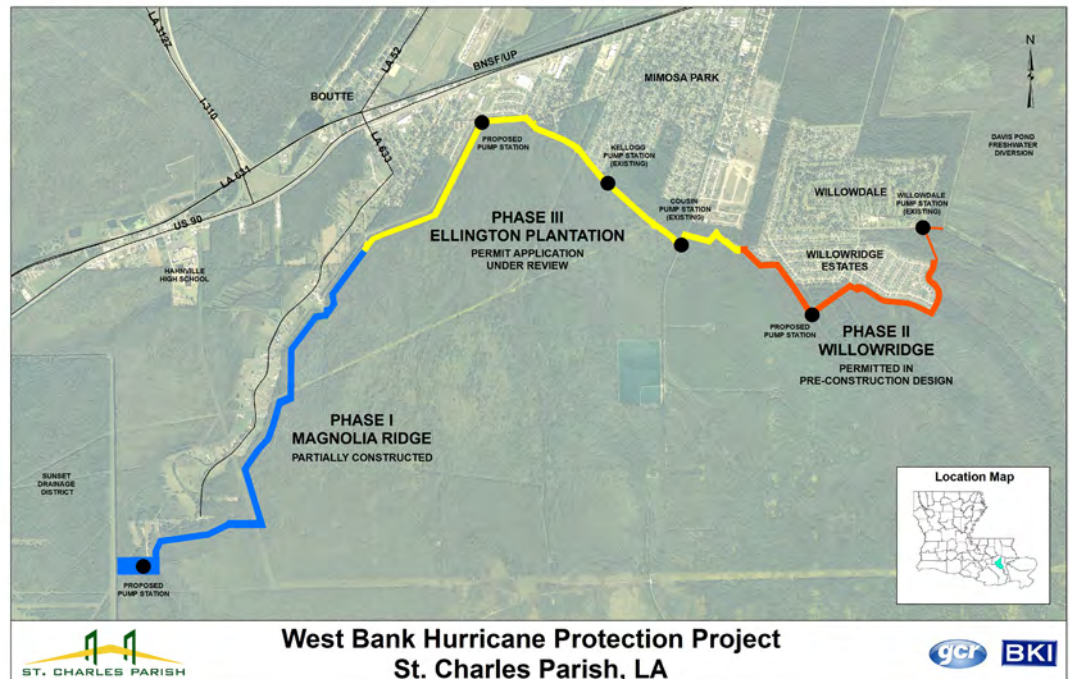 LA 3127
LA 52
BNSF/UP
N
BOUTTE
MIMOSA PARK
I-310
LA 633
LA 631
US 90
PROPOSED
PUMP STATION
KELLOGG
PUMP STATION
(EXISTING)
DAVIS POND
FRESHWATER
DIVERSION
COUSIN
PUMP STATION
(EXISTING)
WILLOWDALE
WILLOWDALE
PUMP STATION
(EXISTING)
PHASE III
ELLINGTON PLANTATION
PERMIT APPLICATION
UNDER REVIEW
WILLOWRIDGE
ESTATES
HAHNVILLE
HIGH SCHOOL
PROPOSED
PUMP STATION
PHASE II
WILLOWRIDGE
PERMITTED IN
PRE-CONSTRUCTION DESIGN
PHASE I
MAGNOLIA RIDGE
PARTIALLY CONSTRUCTED
SUNSET
DRAINAGE
DISTRICT
Location Map
PROPOSED
PUMP STATION
ST. CHARLES PARISH
West Bank Hurricane Protection Project
St. Charles Parish, LA
gcr
BKI